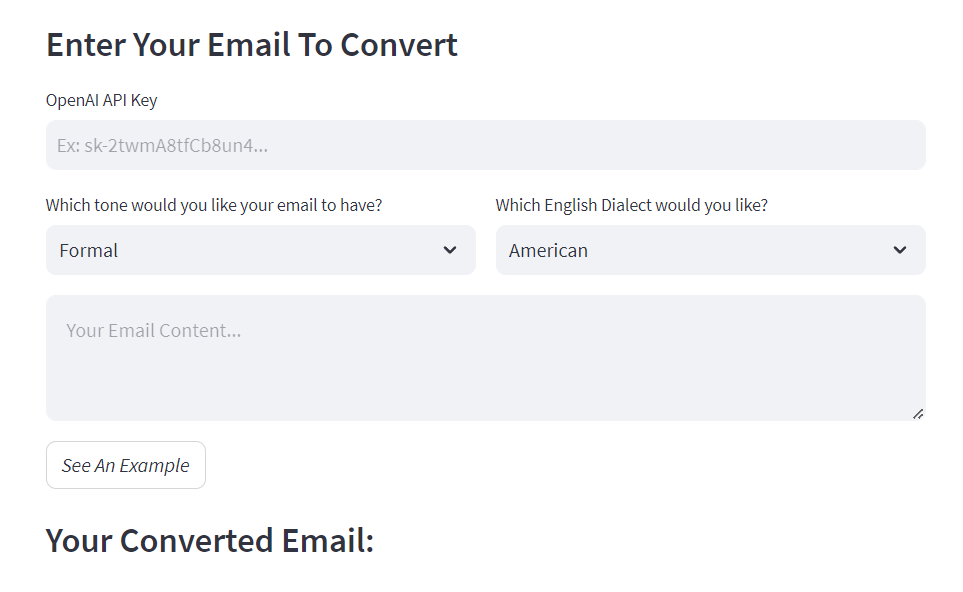 Enter Your Email To Convert
OpenAI API Key
Ex: sk-2twmA8tfCb8un4...
Which tone would you like your email to have?
Which English Dialect would you like?
Formal
American
Your Email Content...
See An Example
Your Converted Email: